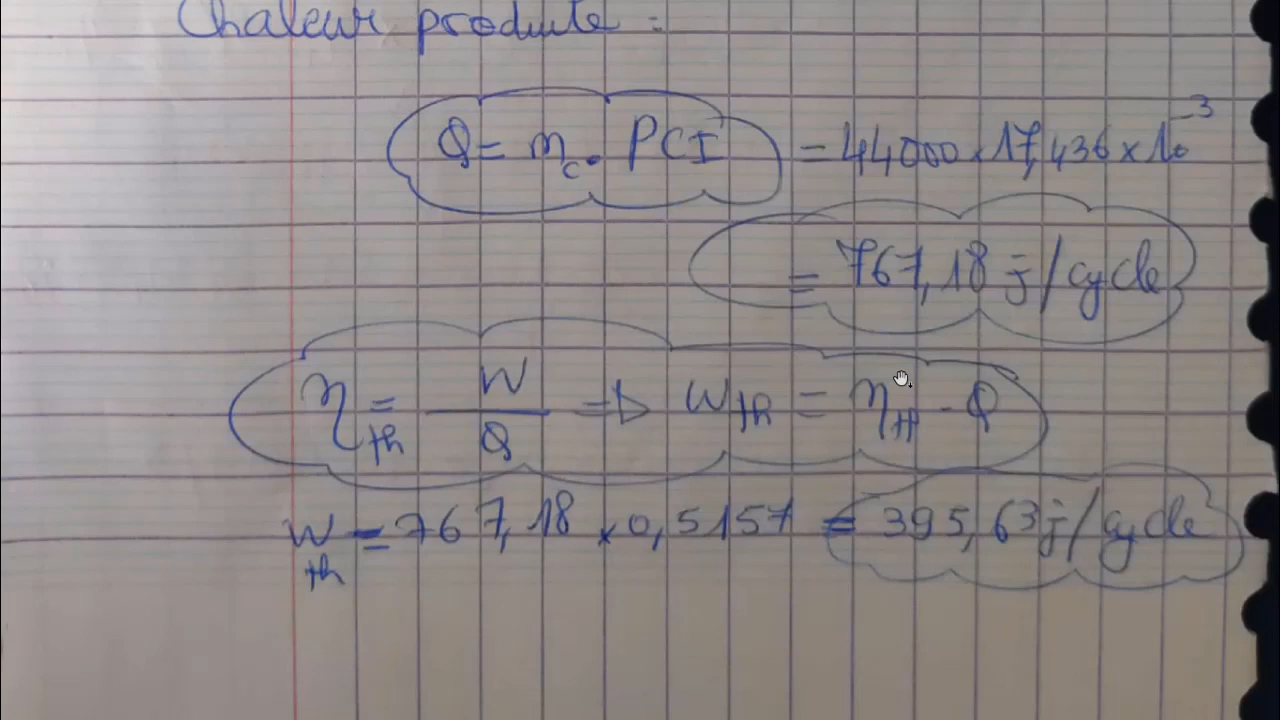 Chaleur produite :
Q = m_c . PCI = 44000 x 17,436 x 10^-3
= 767,18 j/cycle
η_th = W/Q => W_th = η_th . Q
W_th = 767,18 x 0,5157 = 395,63 j/cycle